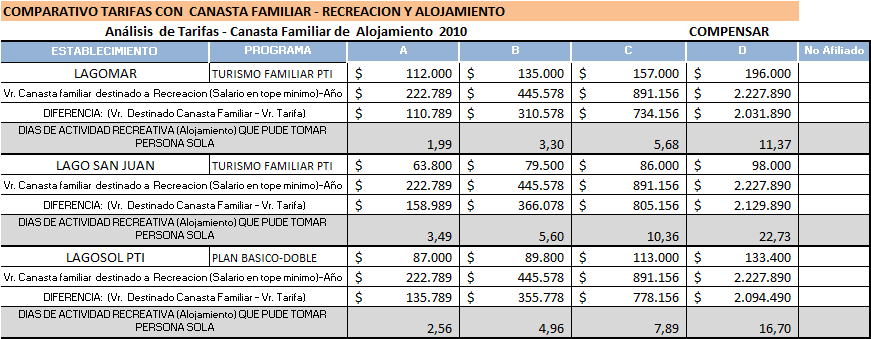 COMPARATIVO TARIFAS CON CANASTA FAMILIAR - RECREACION Y ALOJAMIENTO
Análisis de Tarifas - Canasta Familiar de Alojamiento 2010 COMPENSAR
ESTABLECIMIENTO PROGRAMA A B C D No Afiliado
LAGOMAR TURISMO FAMILIAR PTI $ 112.000 $ 135.000 $ 157.000 $ 196.000
Vr. Canasta familiar destinado a Recreacion (Salario en tope minimo)-Año $ 222.789 $ 445.578 $ 891.156 $ 2.227.890
DIFERENCIA: (Vr. Destinado Canasta Familiar - Vr. Tarifa) $ 110.789 $ 310.578 $ 734.156 $ 2.031.890
DIAS DE ACTIVIDAD RECREATIVA (Alojamiento) QUE PUDE TOMAR
PERSONA SOLA 1,99 3,30 5,68 11,37
LAGO SAN JUAN TURISMO FAMILIAR PTI $ 63.800 $ 79.500 $ 86.000 $ 98.000
Vr. Canasta familiar destinado a Recreacion (Salario en tope minimo)-Año $ 222.789 $ 445.578 $ 891.156 $ 2.227.890
DIFERENCIA: (Vr. Destinado Canasta Familiar - Vr. Tarifa) $ 158.989 $ 366.078 $ 805.156 $ 2.129.890
DIAS DE ACTIVIDAD RECREATIVA (Alojamiento) QUE PUDE TOMAR
PERSONA SOLA 3,49 5,60 10,36 22,73
LAGOSOL PTI PLAN BASICO-DOBLE $ 87.000 $ 89.800 $ 113.000 $ 133.400
Vr. Canasta familiar destinado a Recreacion (Salario en tope minimo)-Año $ 222.789 $ 445.578 $ 891.156 $ 2.227.890
DIFERENCIA: (Vr. Destinado Canasta Familiar - Vr. Tarifa) $ 135.789 $ 355.778 $ 778.156 $ 2.094.490
DIAS DE ACTIVIDAD RECREATIVA (Alojamiento) QUE PUDE TOMAR
PERSONA SOLA 2,56 4,96 7,89 16,70